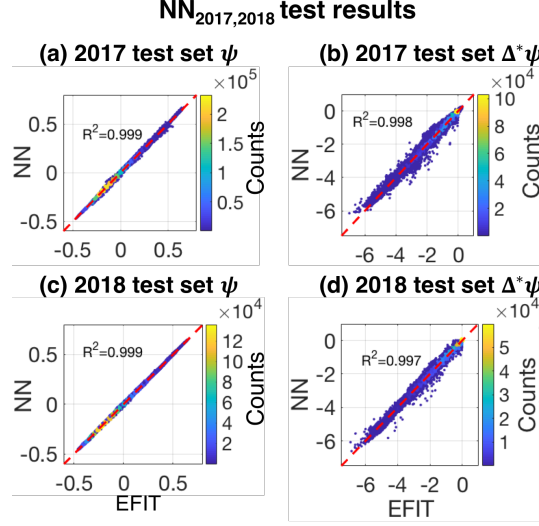 NN2017,2018 test results
(a) 2017 test set ψ
×10^5
0.5
0
-0.5
NN
R²=0.999
-0.5 0 0.5
2
1.5
1
0.5
Counts
(b) 2017 test set Δ*ψ
×10^4
0
-2
-4
-6
NN
R²=0.998
-6 -4 -2 0
10
8
6
4
2
Counts
(c) 2018 test set ψ
×10^4
0.5
0
-0.5
NN
R²=0.999
-0.5 0 0.5
EFIT
12
10
8
6
4
2
Counts
(d) 2018 test set Δ*ψ
×10^4
0
-2
-4
-6
NN
R²=0.997
-6 -4 -2 0
EFIT
5
4
3
2
1
Counts